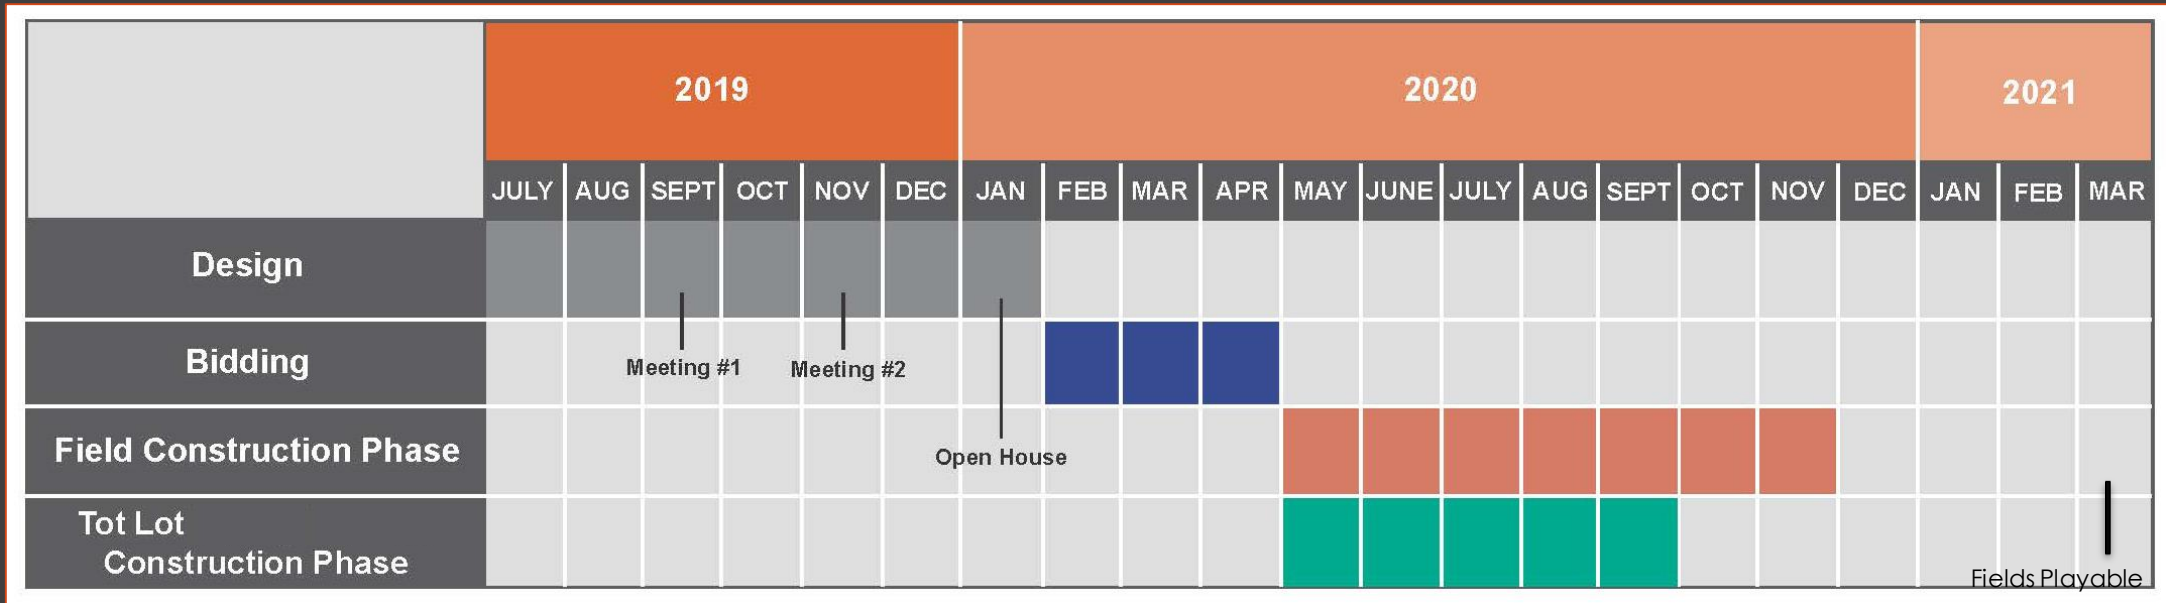 2019 2020 2021
JULY AUG SEPT OCT NOV DEC JAN FEB MAR APR MAY JUNE JULY AUG SEPT OCT NOV DEC JAN FEB MAR
Design
Bidding
Meeting #1 Meeting #2
Field Construction Phase
Open House
Tot Lot
Construction Phase
Fields Playable